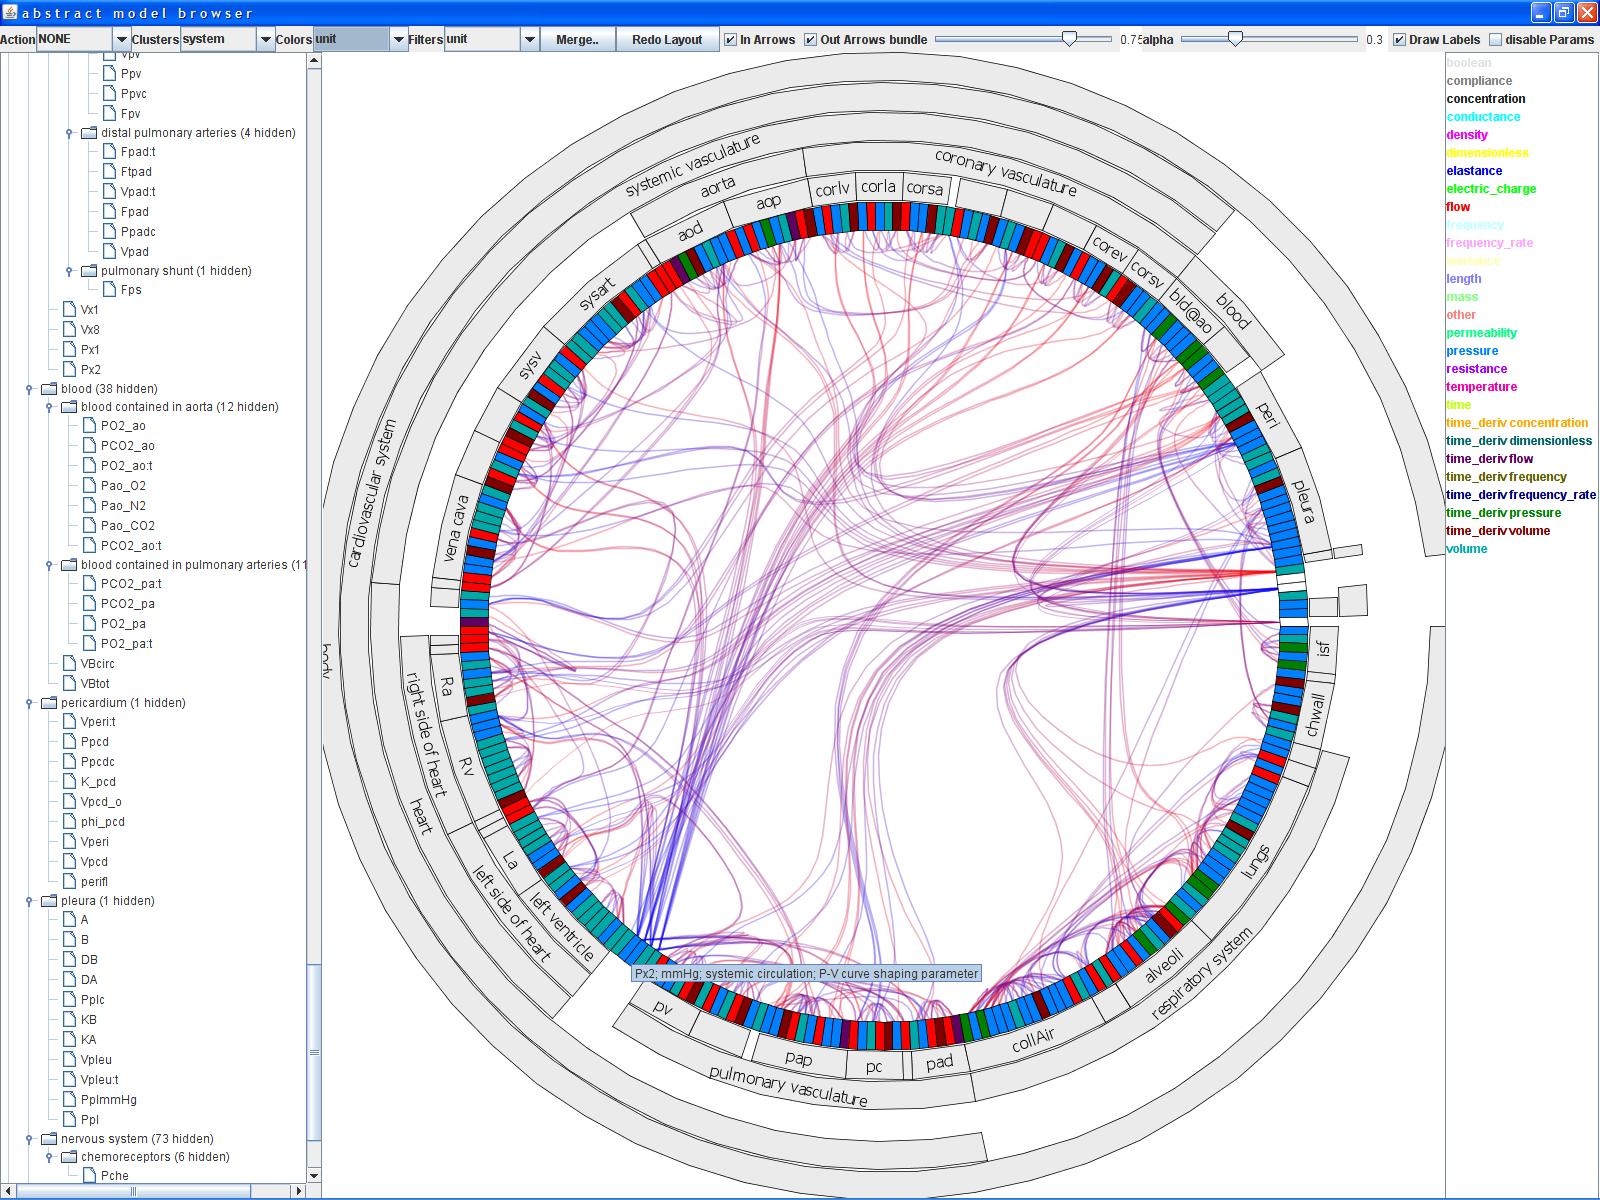 abstract model browser
Action NONE Clusters system Colors unit Filters unit Merge.. Redo Layout In Arrows Out Arrows bundle 0.75 alpha 0.3 Draw Labels disable Params
Vpv
Ppv
Ppvc
Fpv
distal pulmonary arteries (4 hidden)
Fpad:t
Ftpad
Vpad:t
Fpad
Ppadc
Vpad
pulmonary shunt (1 hidden)
Fps
Vx1
Vx8
Px1
Px2
blood (38 hidden)
blood contained in aorta (12 hidden)
PO2_ao
PCO2_ao
PO2_ao:t
Pao_O2
Pao_N2
Pao_CO2
PCO2_ao:t
blood contained in pulmonary arteries (11
PCO2_pa:t
PCO2_pa
PO2_pa
PO2_pa:t
VBcirc
VBtot
pericardium (1 hidden)
Vperi:t
Ppcd
Ppcdc
K_pcd
Vpcd_o
phi_pcd
Vperi
Vpcd
perifl
pleura (1 hidden)
A
B
DB
DA
Pplc
KB
KA
Vpleu
Vpleu:t
PplmmHg
Ppl
nervous system (73 hidden)
chemoreceptors (6 hidden)
Pche
body
cardiovascular system
systemic vasculature
coronary vasculature
aorta
aop
aod
sysart
sysv
vena cava
corlv
corla
corsa
corev
corsv
bld@ao
blood
peri
pleura
isf
chwall
lungs
respiratory system
alveoli
collAir
pad
pc
pap
pulmonary vasculature
pv
left ventricle
left side of heart
La
heart
right side of heart
Rv
Ra
Px2; mmHg; systemic circulation; P-V curve shaping parameter
boolean
compliance
concentration
conductance
density
dimensionless
elastance
electric_charge
flow
frequency
frequency_rate
inertance
length
mass
other
permeability
pressure
resistance
temperature
time
time_deriv concentration
time_deriv dimensionless
time_deriv flow
time_deriv frequency
time_deriv frequency_rate
time_deriv pressure
time_deriv volume
volume